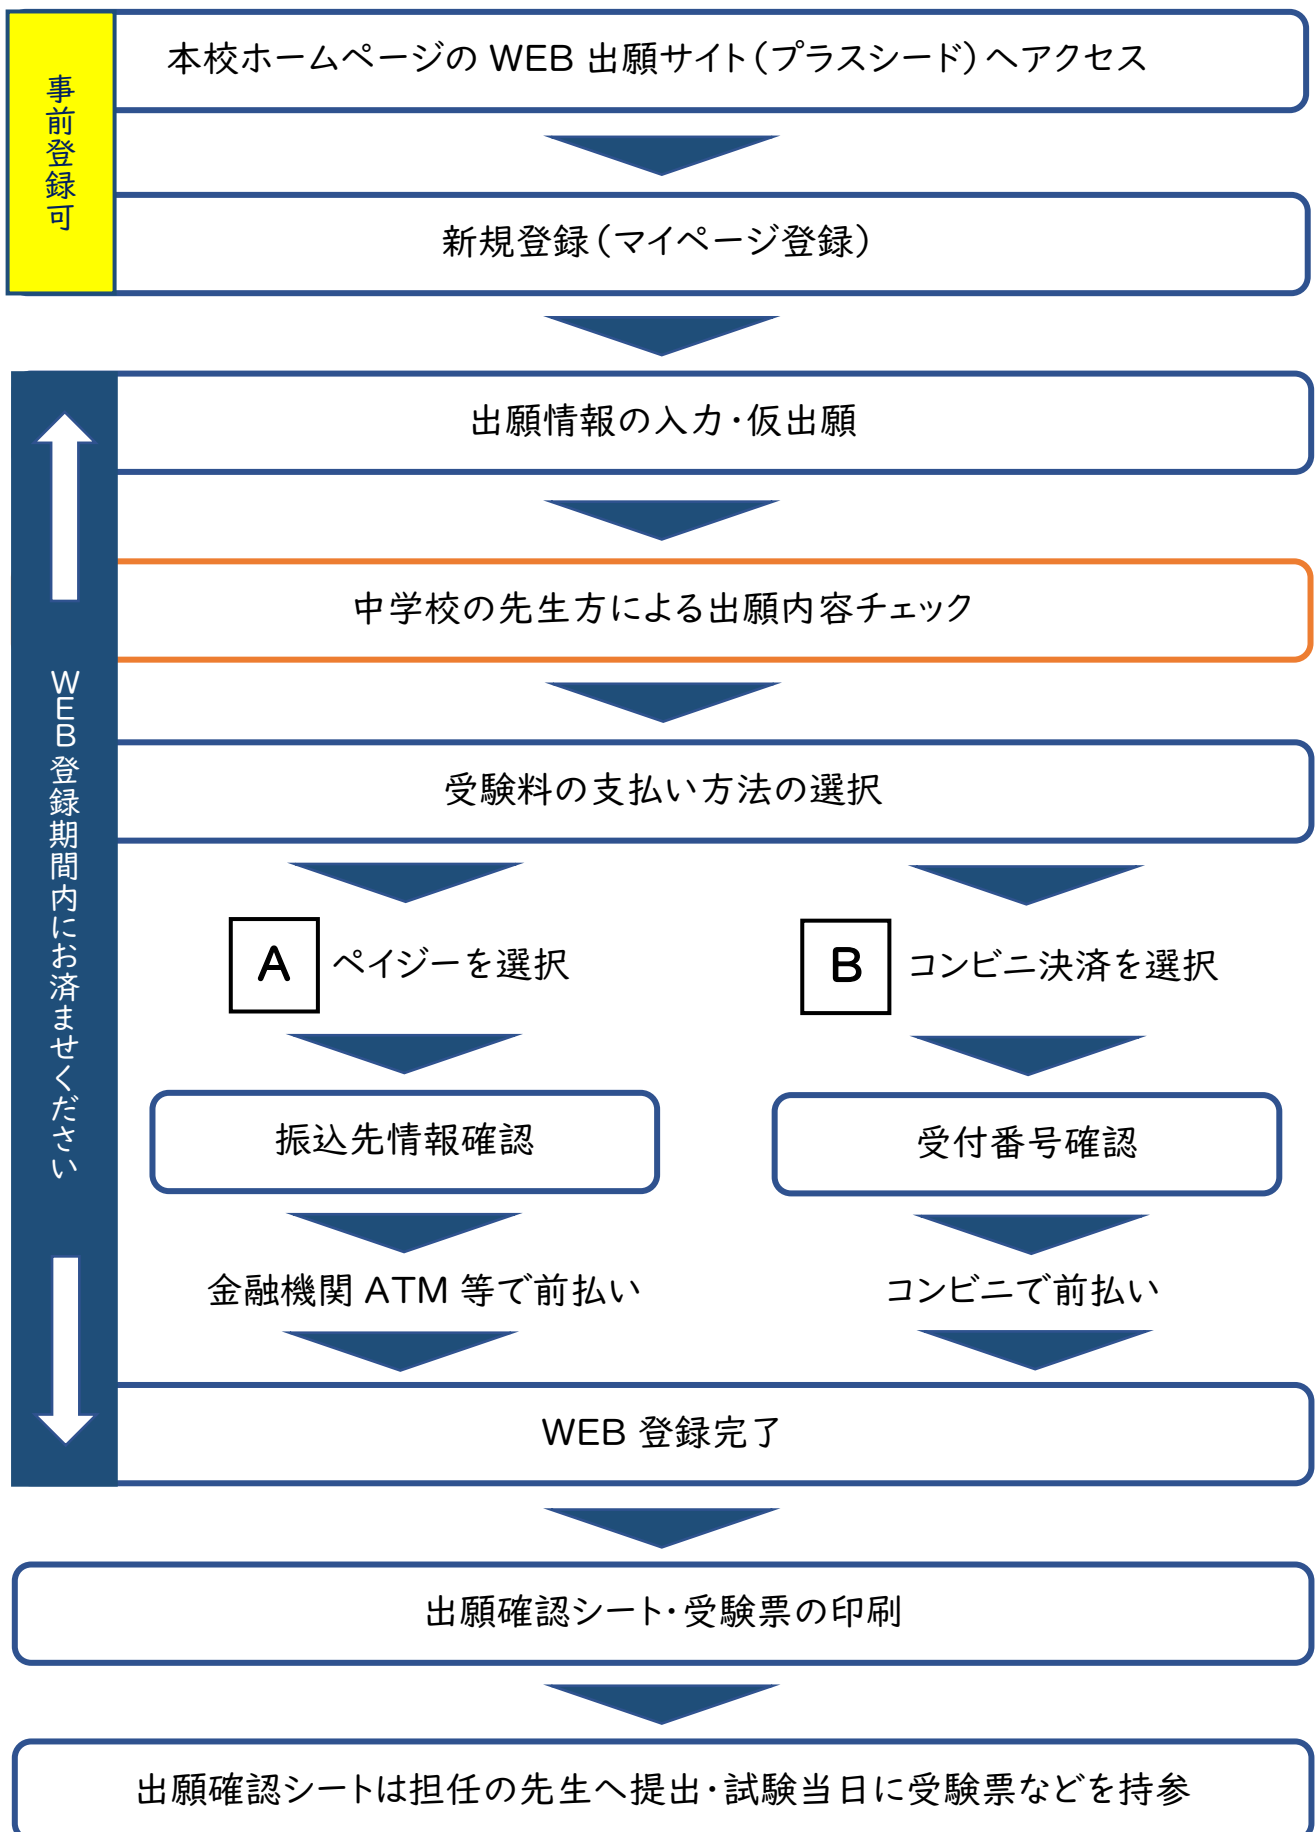 事前登録可
本校ホームページの WEB 出願サイト(プラスシード)へアクセス
新規登録(マイページ登録)
WEB登録期間内にお済ませください
出願情報の入力・仮出願
中学校の先生方による出願内容チェック
受験料の支払い方法の選択
A ペイジーを選択
B コンビニ決済を選択
振込先情報確認
受付番号確認
金融機関 ATM 等で前払い
コンビニで前払い
WEB 登録完了
出願確認シート・受験票の印刷
出願確認シートは担任の先生へ提出・試験当日に受験票などを持参